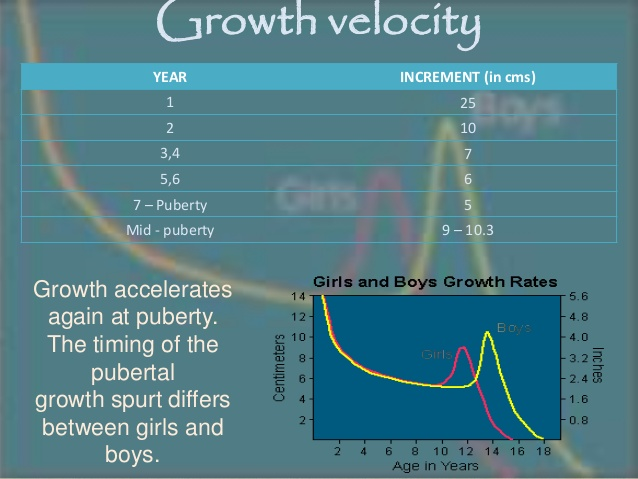 Growth velocity
YEAR INCREMENT (in cms)
1 25
2 10
3,4 7
5,6 6
7 – Puberty 5
Mid - puberty 9 – 10.3
Boys
Girls
Growth accelerates
again at puberty.
The timing of the
pubertal
growth spurt differs
between girls and
boys.
Girls and Boys Growth Rates
14 5.6
12 4.8
10 4.0
8 3.2
6 2.4
4 1.6
2 0.8
Centimeters
Inches
Boys
Girls
2 4 6 8 10 12 14 16 18
Age in Years